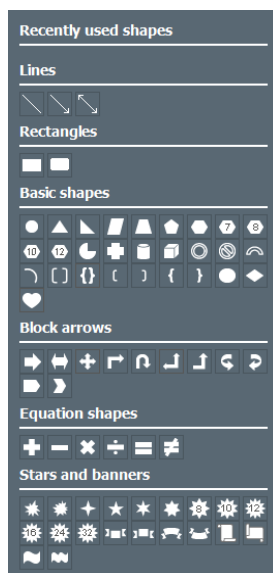 Recently used shapes
Lines
Rectangles
Basic shapes
7 8
10 12
Block arrows
Equation shapes
Stars and banners
8 10 12
16 24 32